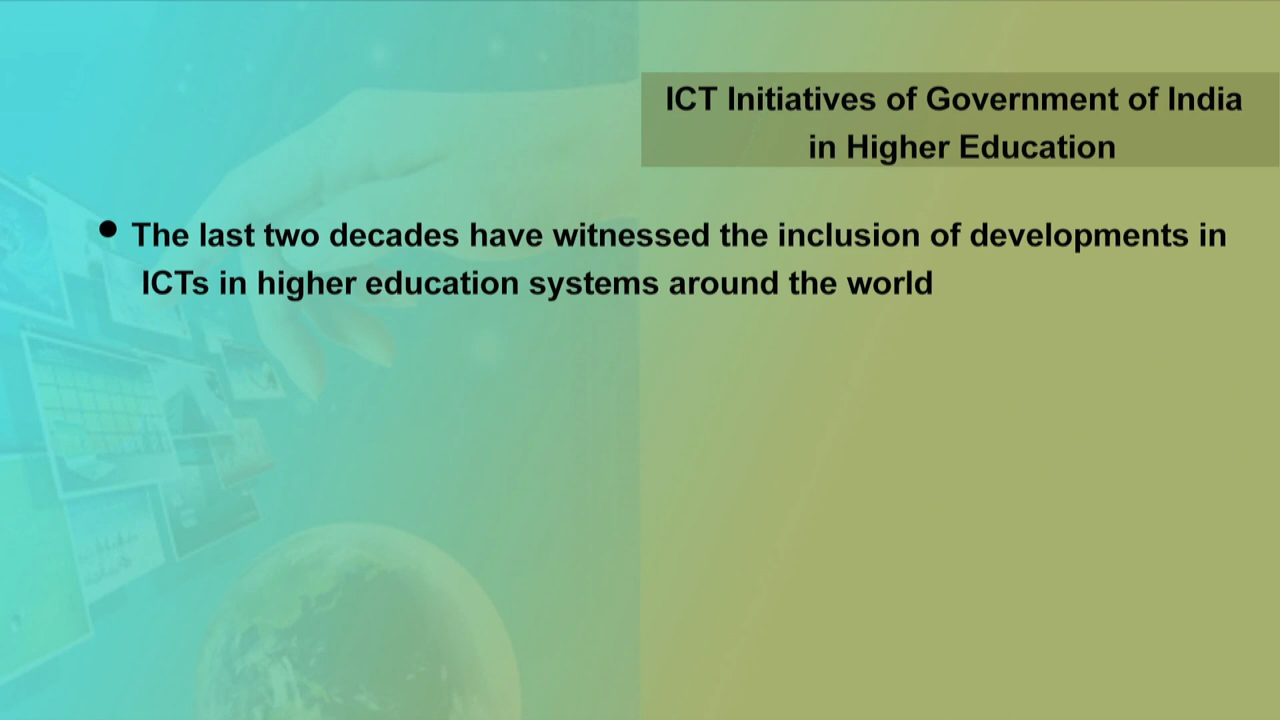 ICT Initiatives of Government of India
in Higher Education
• The last two decades have witnessed the inclusion of developments in
ICTs in higher education systems around the world